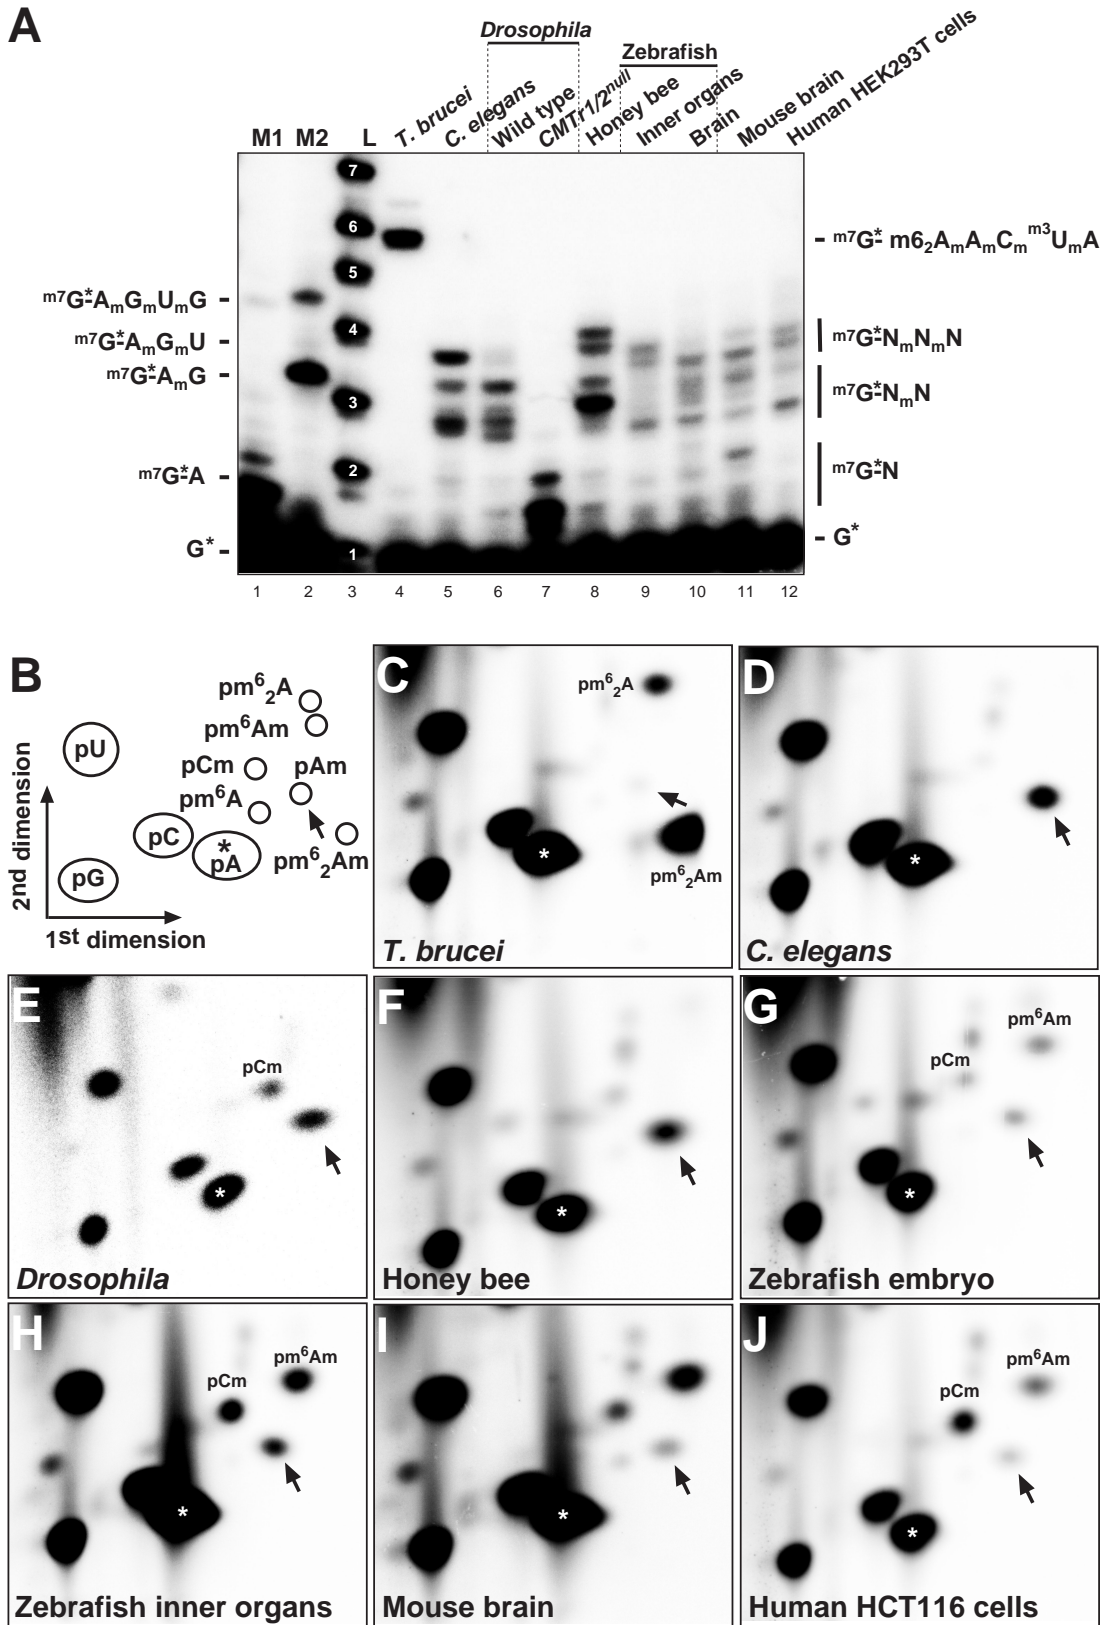 A
Drosophila
Zebrafish
M1 M2 L T. brucei C. elegans Wild type CMTr1/2null Honey bee Inner organs Brain Mouse brain Human HEK293T cells
7
6
5
4
3
2
1
m7G*-AmGmUmG
m7G*-AmGmU
m7G*-AmG
m7G*-A
G*
m7G*- m62AmAmCm m3UmA
m7G*-NmNmN
m7G*-NmN
m7G*-N
G*
1 2 3 4 5 6 7 8 9 10 11 12
B
2nd dimension
1st dimension
pm62A
pm6Am
pU
pCm
pAm
pm6A
pC
*
pA
pm62Am
pG
C
pm62A
*
pm62Am
T. brucei
D
*
C. elegans
E
pCm
*
Drosophila
F
*
Honey bee
G
pm6Am
pCm
*
Zebrafish embryo
H
pm6Am
pCm
*
Zebrafish inner organs
I
*
Mouse brain
J
pm6Am
pCm
*
Human HCT116 cells